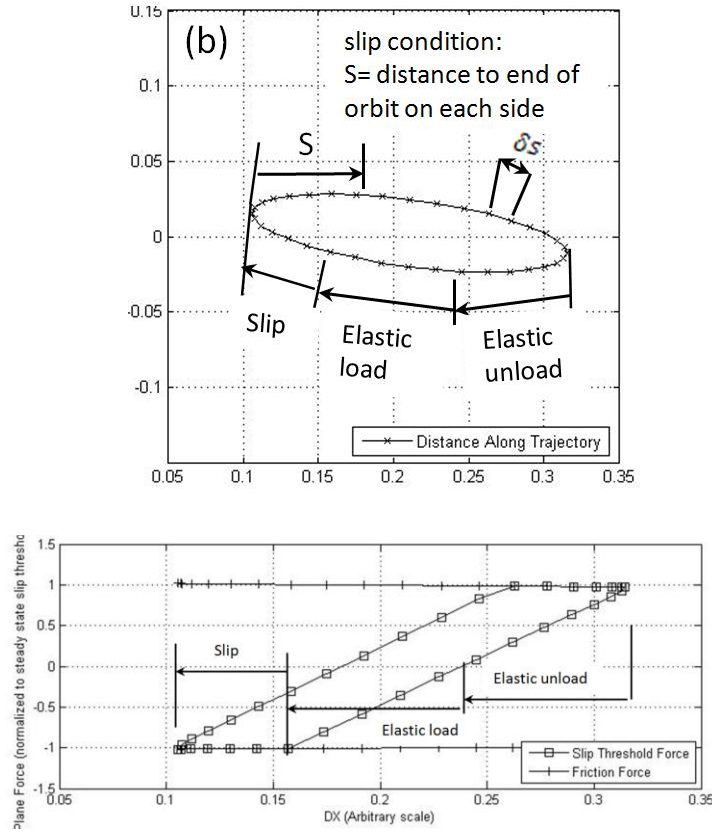 0.15
(b)
slip condition:
S= distance to end of
orbit on each side
0.1
S
δs
0.05
0
-0.05
Slip
Elastic
load
Elastic
unload
-0.1
Distance Along Trajectory
0.05 0.1 0.15 0.2 0.25 0.3 0.35
Plane Force (normalized to steady state slip
1.5
1
0.5
Slip
0
Elastic unload
-0.5
Elastic load
-1
Slip Threshold Force
Friction Force
-1.5
0.05 0.1 0.15 0.2 0.25 0.3 0.35
DX (Arbitrary scale)